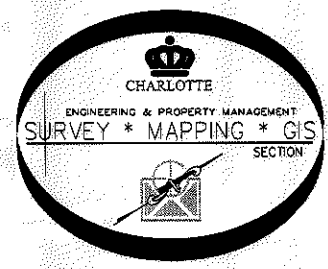 CHARLOTTE
ENGINEERING & PROPERTY MANAGEMENT
SURVEY * MAPPING * GIS
SECTION